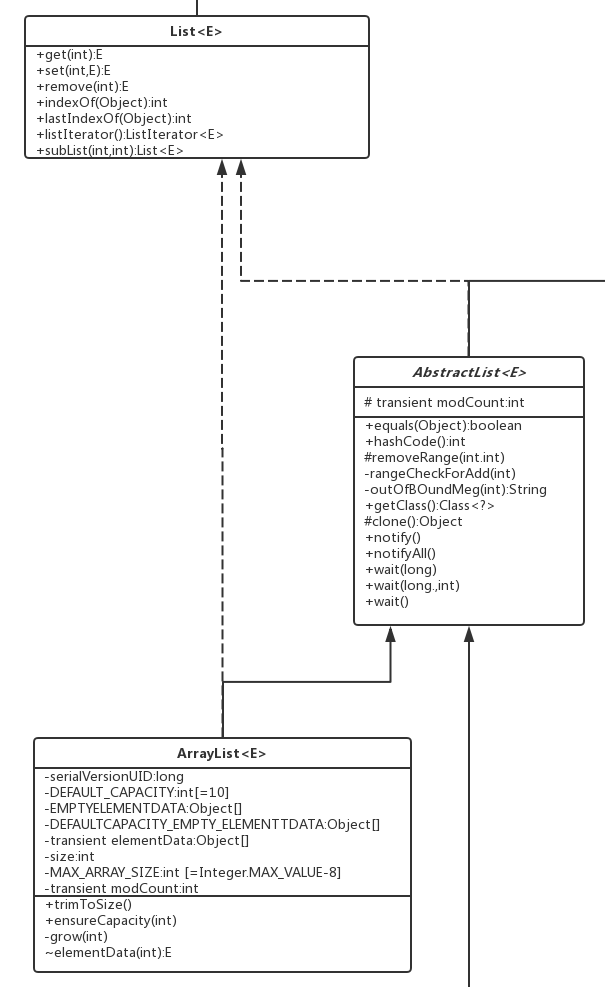 List<E>
+get(int):E
+set(int,E):E
+remove(int):E
+indexOf(Object):int
+lastIndexOf(Object):int
+listIterator():ListIterator<E>
+subList(int,int):List<E>
AbstractList<E>
# transient modCount:int
+equals(Object):boolean
+hashCode():int
#removeRange(int.int)
-rangeCheckForAdd(int)
-outOfBOundMeg(int):String
+getClass():Class<?>
#clone():Object
+notify()
+notifyAll()
+wait(long)
+wait(long.,int)
+wait()
ArrayList<E>
-serialVersionUID:long
-DEFAULT_CAPACITY:int[=10]
-EMPTYELEMENTDATA:Object[]
-DEFAULTCAPACITY_EMPTY_ELEMENTTDATA:Object[]
-transient elementData:Object[]
-size:int
-MAX_ARRAY_SIZE:int [=Integer.MAX_VALUE-8]
-transient modCount:int
+trimToSize()
+ensureCapacity(int)
-grow(int)
~elementData(int):E